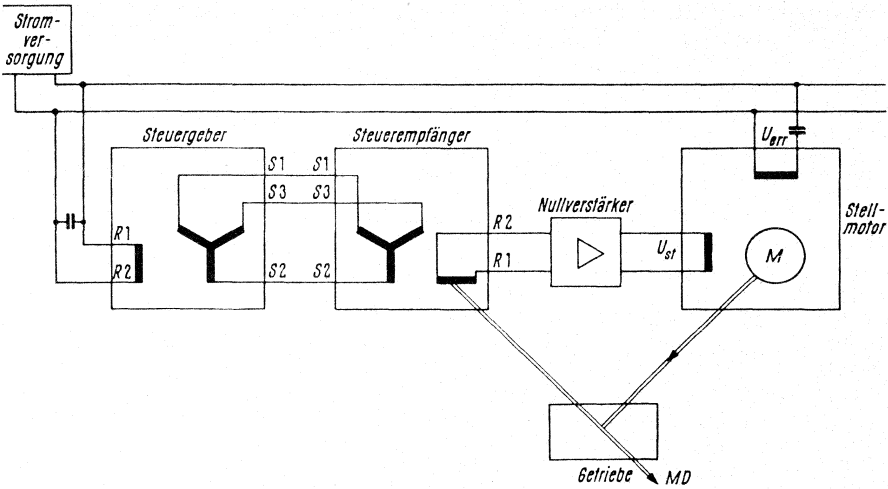 Strom-
ver-
sorgung
Steuergeber
Steuerempfänger
U_err
S1 S1
S3 S3
Nullverstärker
Stell-
motor
R1
R2
R2
R1
U_st
M
S2 S2
Getriebe
MD